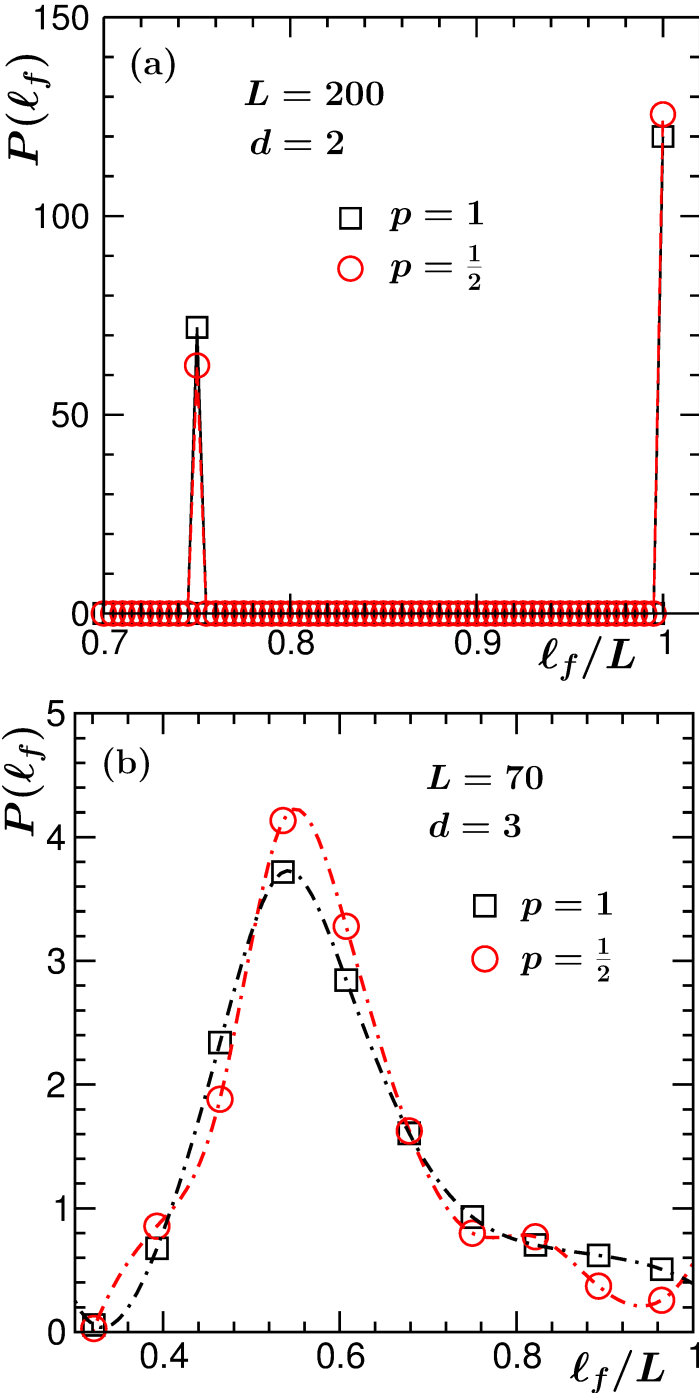 150
(a)
L = 200
P(ℓ_f)
d = 2
p = 1
100
p = 1/2
50
0
0.7 0.8 0.9 1
ℓ_f/L
5
(b)
P(ℓ_f)
L = 70
d = 3
4
p = 1
3
p = 1/2
2
1
0
0.4 0.6 0.8 1
ℓ_f/L